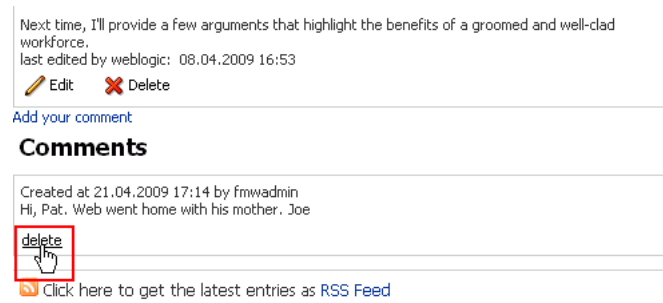 Next time, I'll provide a few arguments that highlight the benefits of a groomed and well-clad
workforce.
last edited by weblogic: 08.04.2009 16:53
Edit Delete
Add your comment
Comments
Created at 21.04.2009 17:14 by fmwadmin
Hi, Pat. Web went home with his mother. Joe
delete
Click here to get the latest entries as RSS Feed